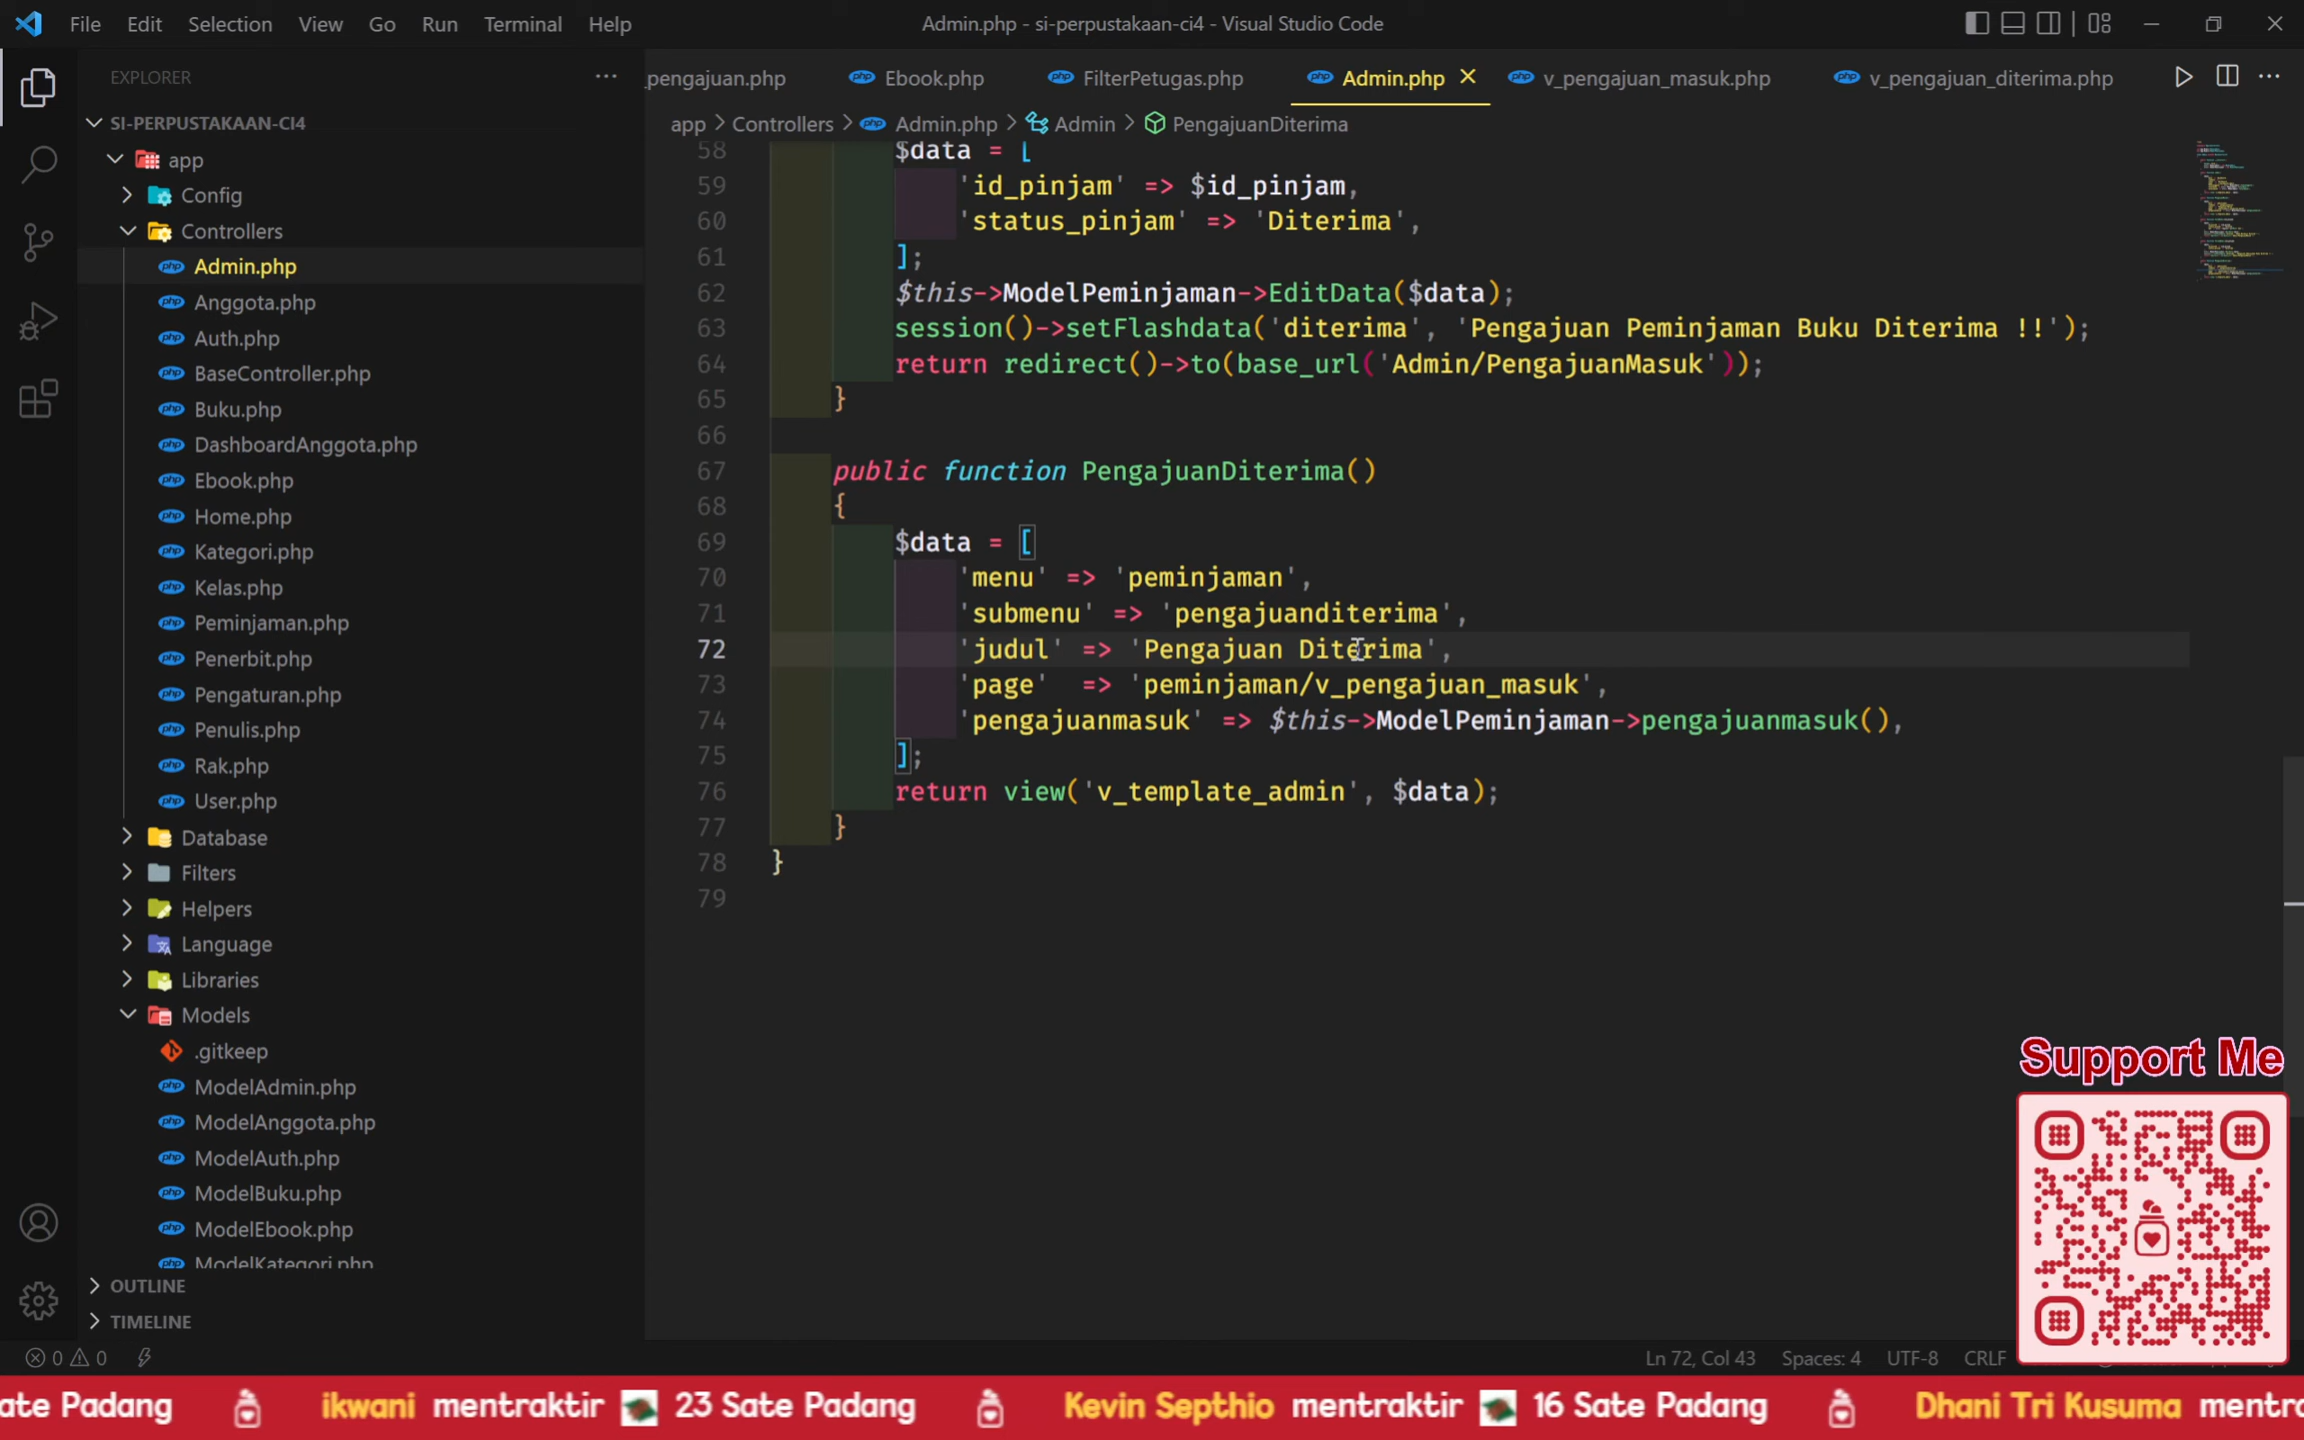 File Edit Selection View Go Run Terminal Help
Admin.php - si-perpustakaan-ci4 - Visual Studio Code
EXPLORER
SI-PERPUSTAKAAN-CI4
app
Config
Controllers
Admin.php
Anggota.php
Auth.php
BaseController.php
Buku.php
DashboardAnggota.php
Ebook.php
Home.php
Kategori.php
Kelas.php
Peminjaman.php
Penerbit.php
Pengaturan.php
Penulis.php
Rak.php
User.php
Database
Filters
Helpers
Language
Libraries
Models
.gitkeep
ModelAdmin.php
ModelAnggota.php
ModelAuth.php
ModelBuku.php
ModelEbook.php
ModelKategori.php
OUTLINE
TIMELINE
_pengajuan.php Ebook.php FilterPetugas.php Admin.php v_pengajuan_masuk.php v_pengajuan_diterima.php
app > Controllers > Admin.php > Admin > PengajuanDiterima
58 $data = [
59 'id_pinjam' => $id_pinjam,
60 'status_pinjam' => 'Diterima',
61 ];
62 $this->ModelPeminjaman->EditData($data);
63 session()->setFlashdata('diterima', 'Pengajuan Peminjaman Buku Diterima !!');
64 return redirect()->to(base_url('Admin/PengajuanMasuk'));
65 }
66
67 public function PengajuanDiterima()
68 {
69 $data = [
70 'menu' => 'peminjaman',
71 'submenu' => 'pengajuanditerima',
72 'judul' => 'Pengajuan Diterima',
73 'page' => 'peminjaman/v_pengajuan_masuk',
74 'pengajuanmasuk' => $this->ModelPeminjaman->pengajuanmasuk(),
75 ];
76 return view('v_template_admin', $data);
77 }
78 }
79
Support Me
0 0
Ln 72, Col 43 Spaces: 4 UTF-8 CRLF
ate Padang ikwani mentraktir 23 Sate Padang Kevin Septhio mentraktir 16 Sate Padang Dhani Tri Kusuma mentra